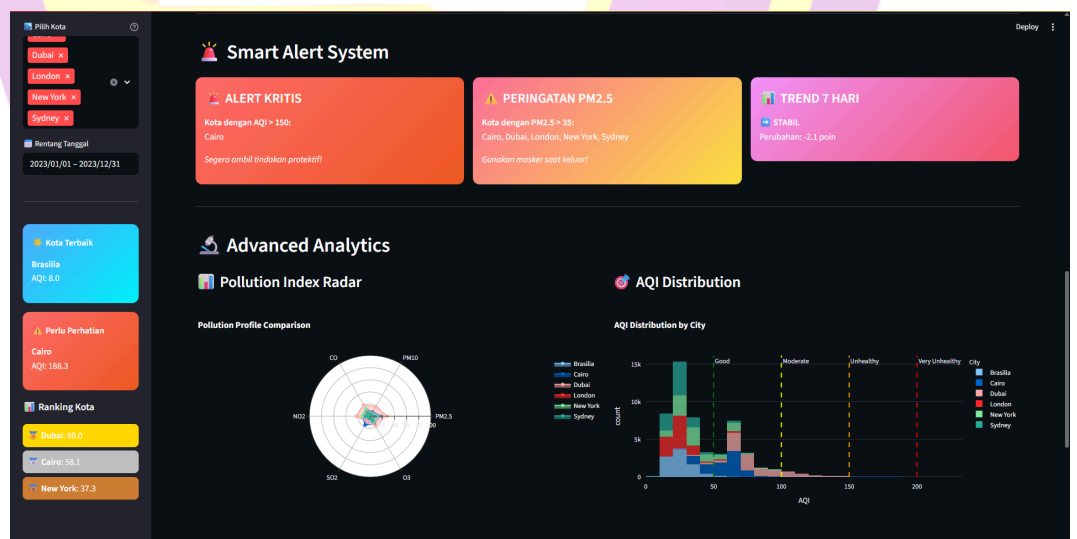 Pilih Kota
Dubai ×
London ×
New York ×
Sydney ×
Rentang Tanggal
2023/01/01 – 2023/12/31
Kota Terbaik
Brasilia
AQI: 8.0
Perlu Perhatian
Cairo
AQI: 188.3
Ranking Kota
Dubai: 80.0
Cairo: 58.1
New York: 37.3
Deploy
Smart Alert System
ALERT KRITIS
Kota dengan AQI > 150:
Cairo
Segera ambil tindakan protektif!
PERINGATAN PM2.5
Kota dengan PM2.5 > 35:
Cairo, Dubai, London, New York, Sydney
Gunakan masker saat keluar!
TREND 7 HARI
STABIL
Perubahan: -2.1 poin
Advanced Analytics
Pollution Index Radar
Pollution Profile Comparison
CO
PM10
NO2
PM2.5
SO2
O3
Brasilia
Cairo
Dubai
London
New York
Sydney
AQI Distribution
AQI Distribution by City
Good
Moderate
Unhealthy
Very Unhealthy
15k
10k
5k
0
count
0
50
100
150
200
AQI
City
Brasilia
Cairo
Dubai
London
New York
Sydney